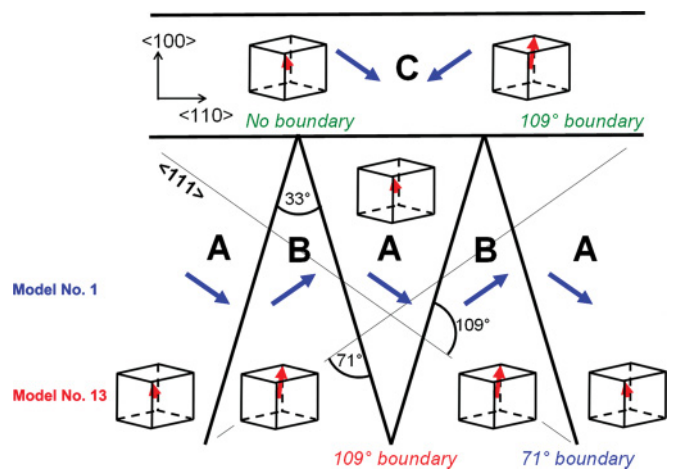 <100>
<110>
C
No boundary
109° boundary
<111>
33°
A
B
A
B
A
Model No. 1
109°
71°
Model No. 13
109° boundary
71° boundary